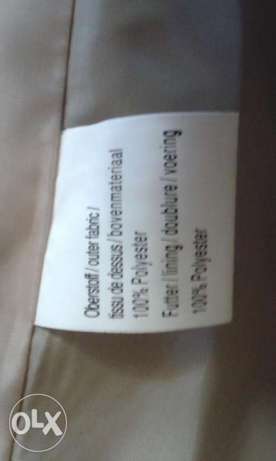 Oberstoff / outer fabric /
tissu de dessus / bovenmateriaal
100% Polyester
Futter / lining / doublure / voering
100% Polyester
OLX